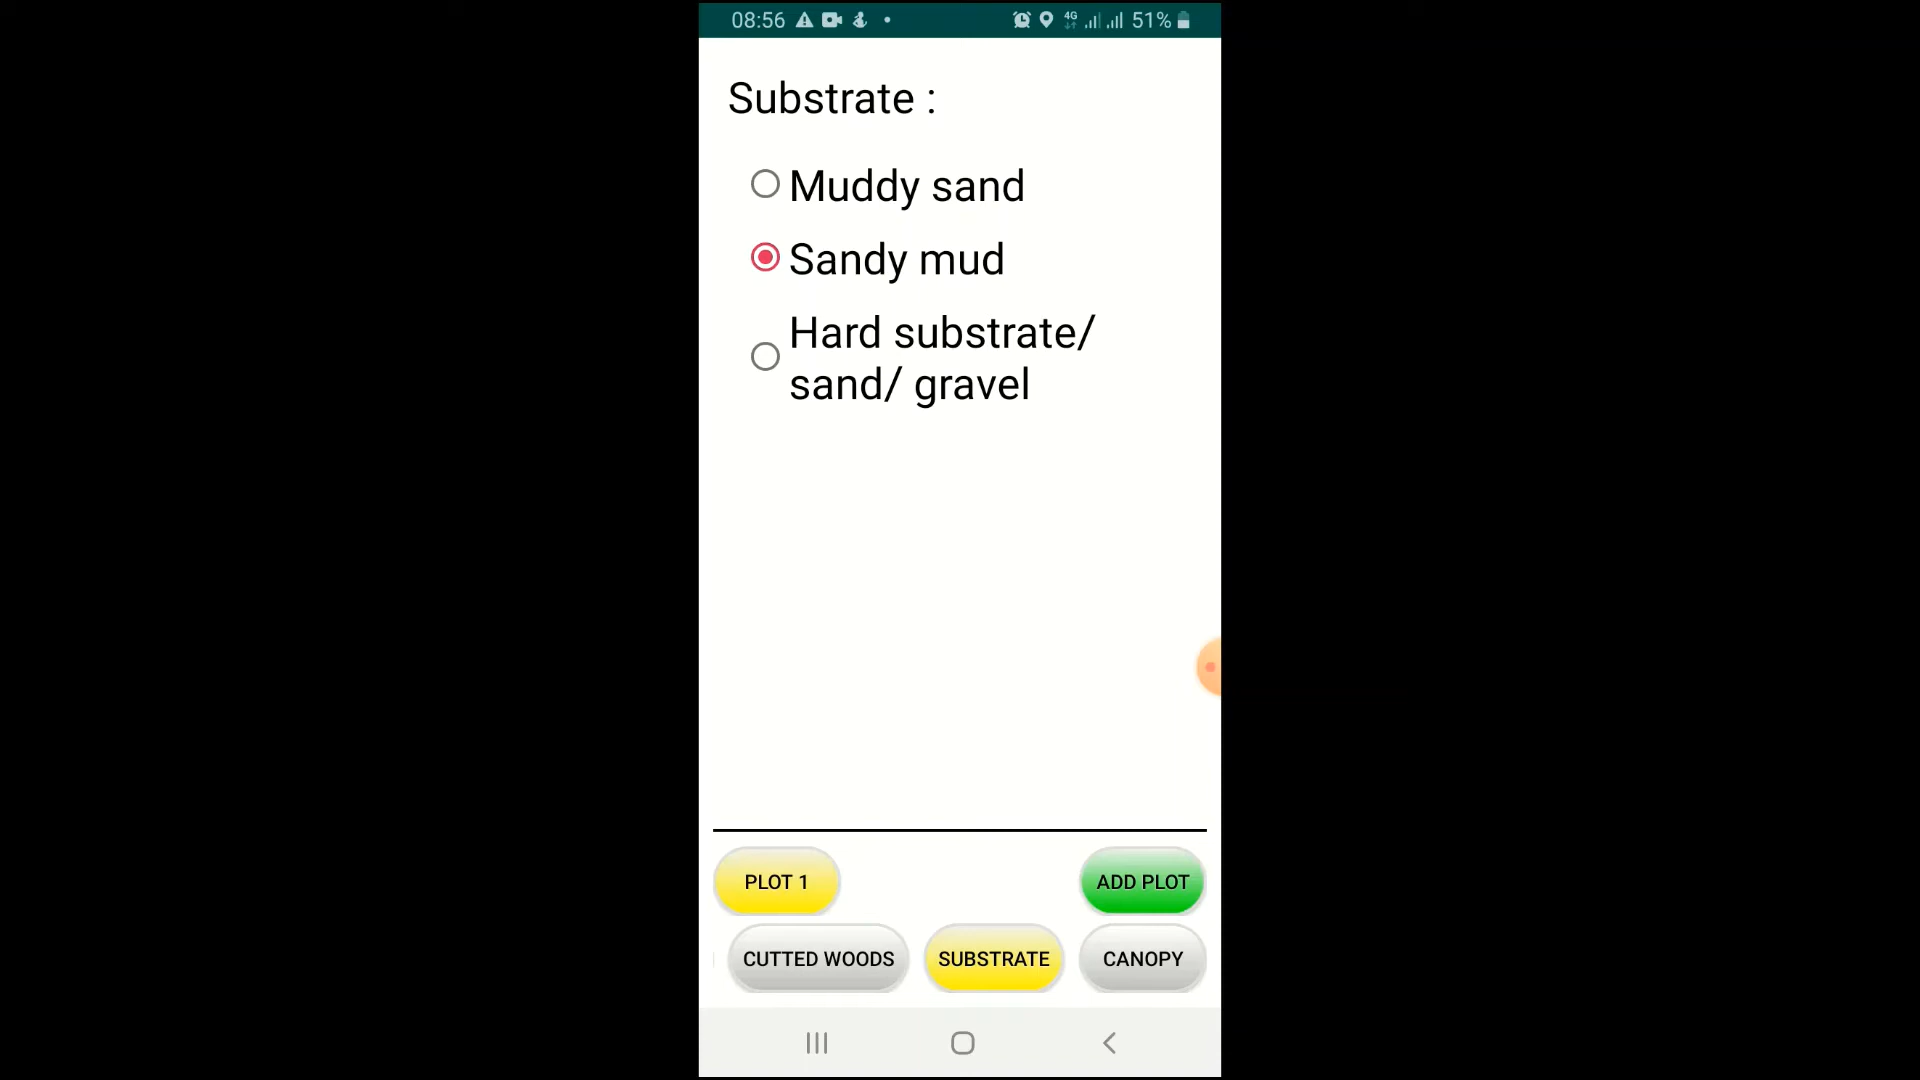 08:56 4G 51%
Substrate :
Muddy sand
Sandy mud
Hard substrate/
sand/ gravel
PLOT 1 ADD PLOT
CUTTED WOODS SUBSTRATE CANOPY